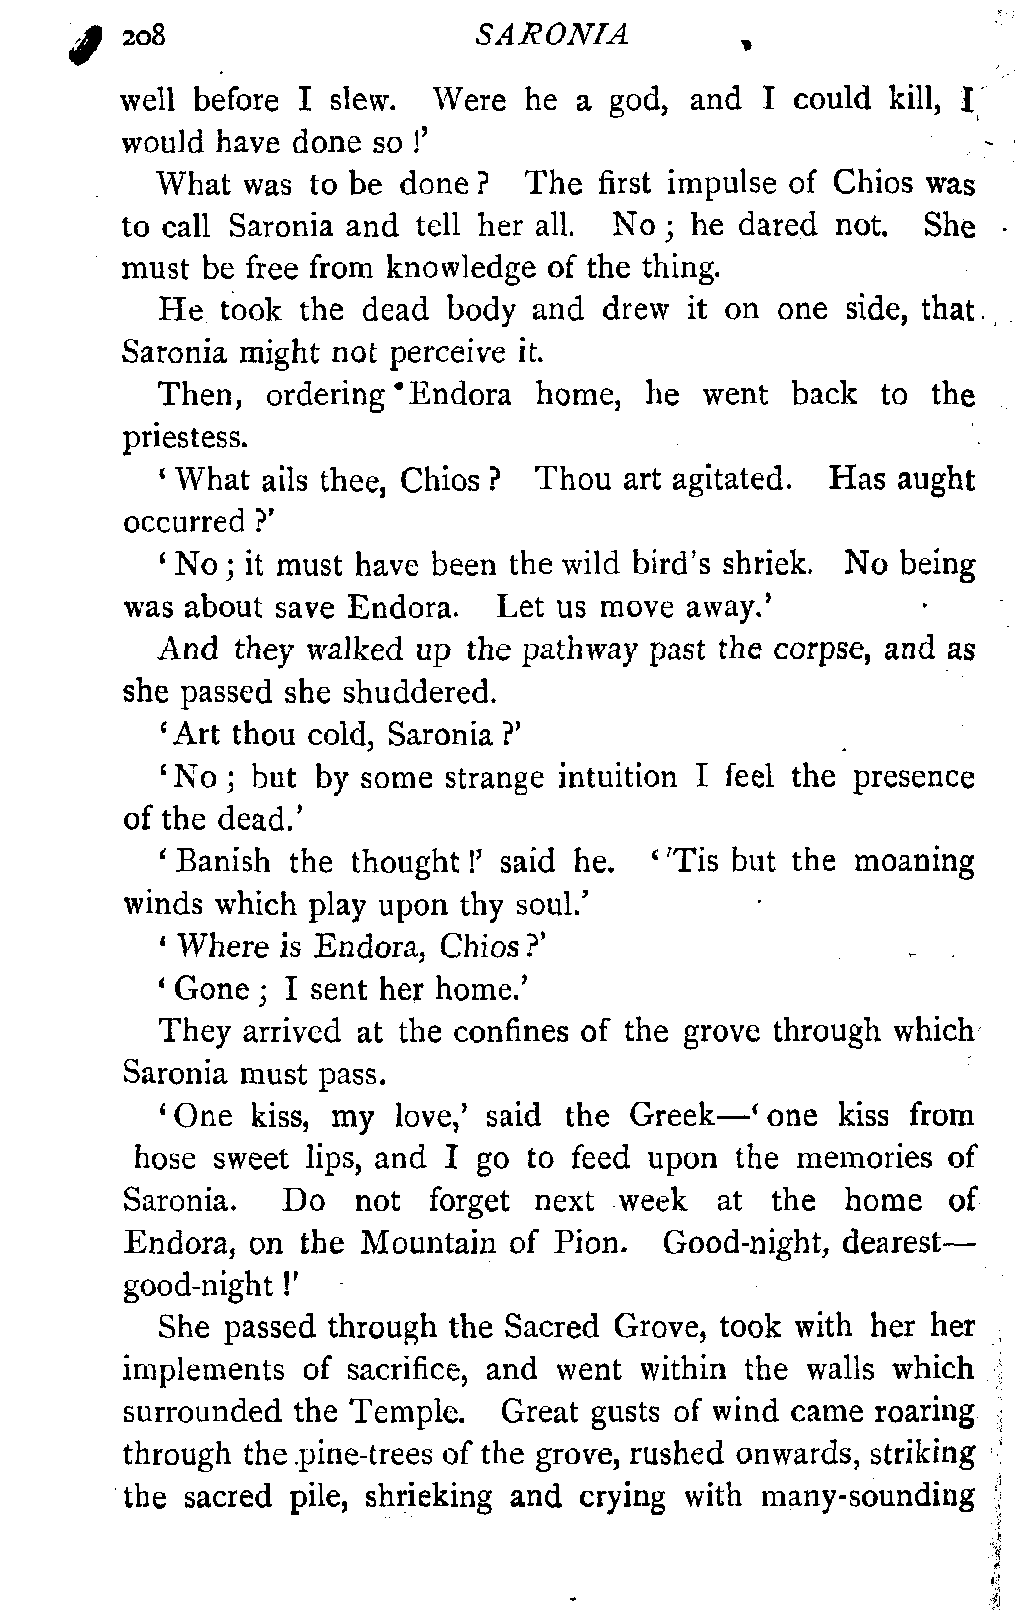 208 SARONIA
well before I slew. Were he a god, and I could kill, I
would have done so !'
What was to be done? The first impulse of Chios was
to call Saronia and tell her all. No; he dared not. She
must be free from knowledge of the thing.
He took the dead body and drew it on one side, that
Saronia might not perceive it.
Then, ordering Endora home, he went back to the
priestess.
'What ails thee, Chios? Thou art agitated. Has aught
occurred?'
'No; it must have been the wild bird's shriek. No being
was about save Endora. Let us move away.'
And they walked up the pathway past the corpse, and as
she passed she shuddered.
'Art thou cold, Saronia?'
'No; but by some strange intuition I feel the presence
of the dead.'
'Banish the thought!' said he. ''Tis but the moaning
winds which play upon thy soul.'
'Where is Endora, Chios?'
'Gone; I sent her home.'
They arrived at the confines of the grove through which
Saronia must pass.
'One kiss, my love,' said the Greek—'one kiss from
hose sweet lips, and I go to feed upon the memories of
Saronia. Do not forget next week at the home of
Endora, on the Mountain of Pion. Good-night, dearest—
good-night!'
She passed through the Sacred Grove, took with her her
implements of sacrifice, and went within the walls which
surrounded the Temple. Great gusts of wind came roaring
through the pine-trees of the grove, rushed onwards, striking
the sacred pile, shrieking and crying with many-sounding